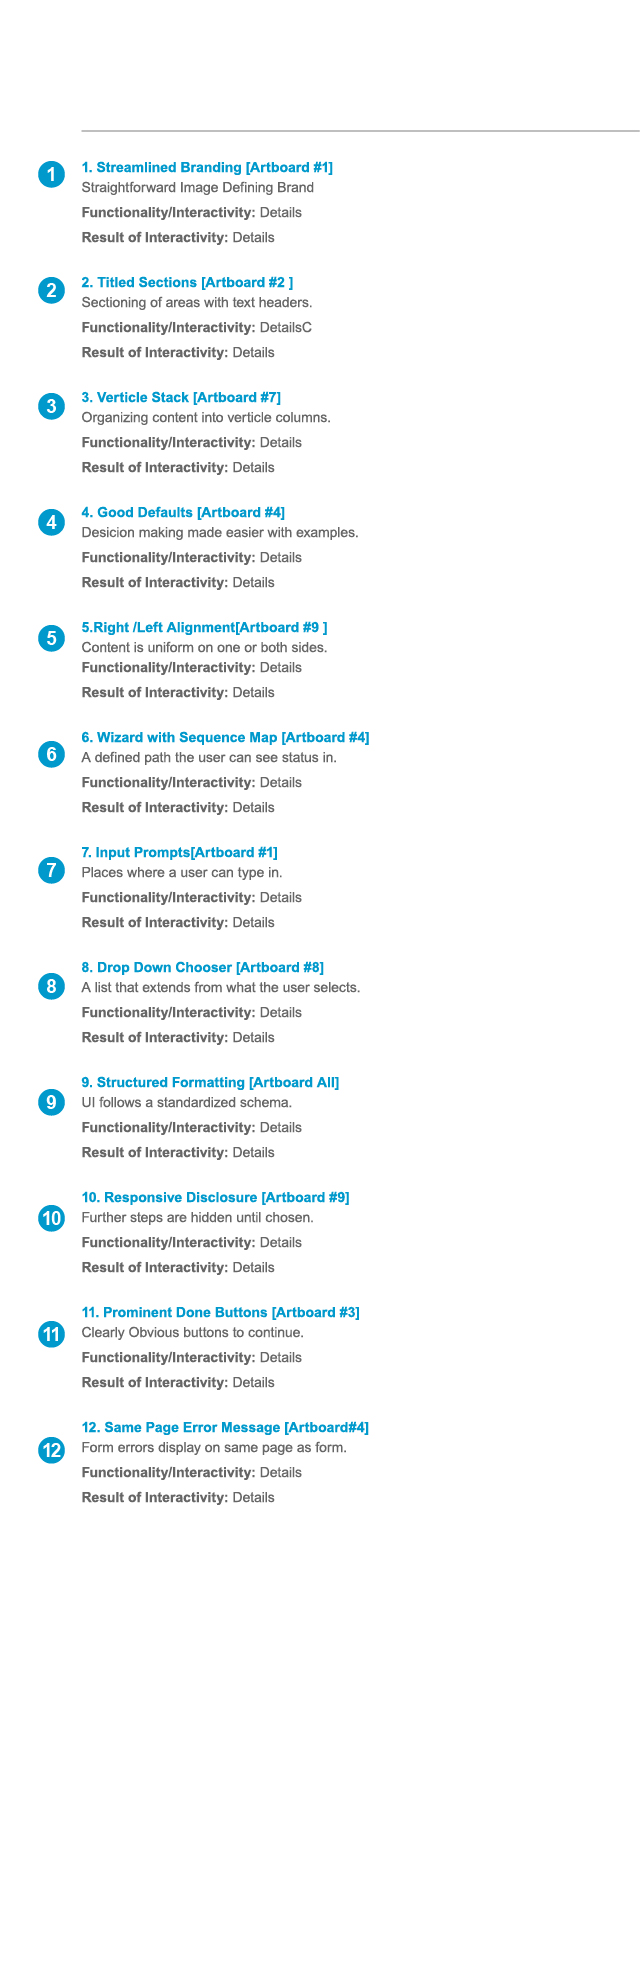 1
1. Streamlined Branding [Artboard #1]
Straightforward Image Defining Brand
Functionality/Interactivity: Details
Result of Interactivity: Details
2
2. Titled Sections [Artboard #2 ]
Sectioning of areas with text headers.
Functionality/Interactivity: DetailsC
Result of Interactivity: Details
3
3. Verticle Stack [Artboard #7]
Organizing content into verticle columns.
Functionality/Interactivity: Details
Result of Interactivity: Details
4
4. Good Defaults [Artboard #4]
Desicion making made easier with examples.
Functionality/Interactivity: Details
Result of Interactivity: Details
5
5.Right /Left Alignment[Artboard #9 ]
Content is uniform on one or both sides.
Functionality/Interactivity: Details
Result of Interactivity: Details
6
6. Wizard with Sequence Map [Artboard #4]
A defined path the user can see status in.
Functionality/Interactivity: Details
Result of Interactivity: Details
7
7. Input Prompts[Artboard #1]
Places where a user can type in.
Functionality/Interactivity: Details
Result of Interactivity: Details
8
8. Drop Down Chooser [Artboard #8]
A list that extends from what the user selects.
Functionality/Interactivity: Details
Result of Interactivity: Details
9
9. Structured Formatting [Artboard All]
UI follows a standardized schema.
Functionality/Interactivity: Details
Result of Interactivity: Details
10
10. Responsive Disclosure [Artboard #9]
Further steps are hidden until chosen.
Functionality/Interactivity: Details
Result of Interactivity: Details
11
11. Prominent Done Buttons [Artboard #3]
Clearly Obvious buttons to continue.
Functionality/Interactivity: Details
Result of Interactivity: Details
12
12. Same Page Error Message [Artboard#4]
Form errors display on same page as form.
Functionality/Interactivity: Details
Result of Interactivity: Details